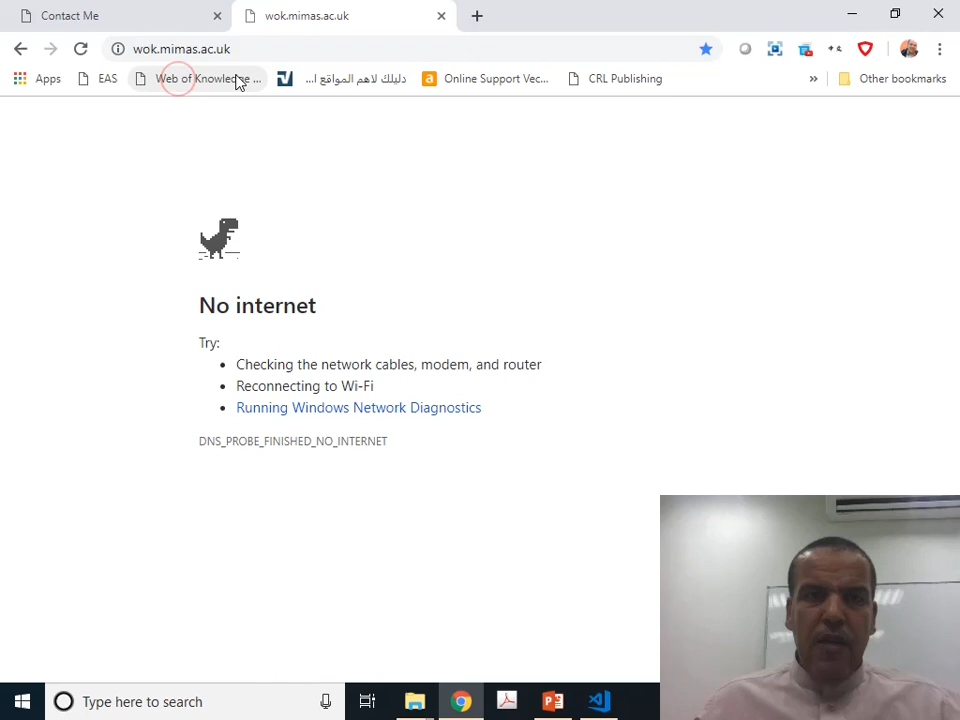 Contact Me
wok.mimas.ac.uk
wok.mimas.ac.uk
Apps
EAS
Web of Knowledge ...
دليلك لاهم المواقع ا...
Online Support Vec...
CRL Publishing
»
Other bookmarks
No internet
Try:
• Checking the network cables, modem, and router
• Reconnecting to Wi-Fi
• Running Windows Network Diagnostics
DNS_PROBE_FINISHED_NO_INTERNET
Type here to search